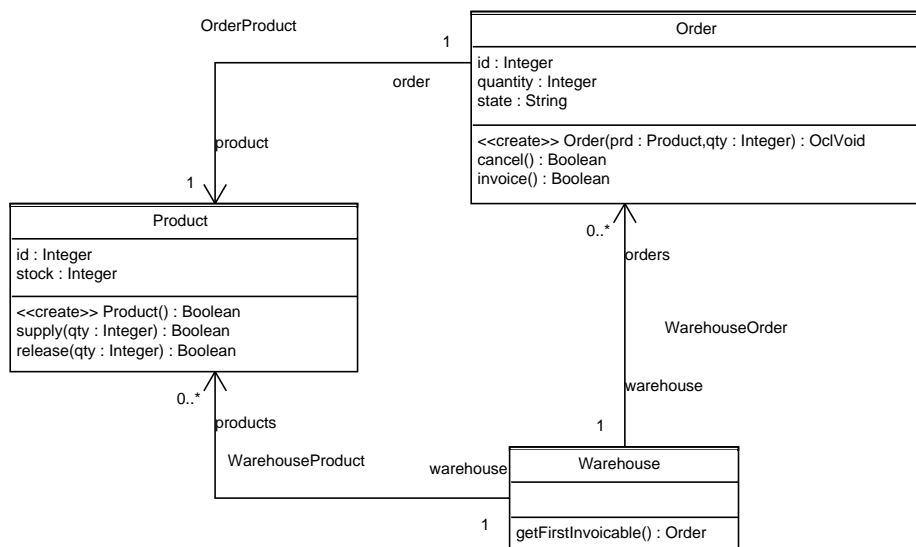 OrderProduct
1
order
product
1
Order
id : Integer
quantity : Integer
state : String
<<create>> Order(prd : Product,qty : Integer) : OclVoid
cancel() : Boolean
invoice() : Boolean
Product
id : Integer
stock : Integer
<<create>> Product() : Boolean
supply(qty : Integer) : Boolean
release(qty : Integer) : Boolean
0..*
orders
WarehouseOrder
warehouse
1
0..*
products
WarehouseProduct
warehouse
1
Warehouse
getFirstInvoicable() : Order